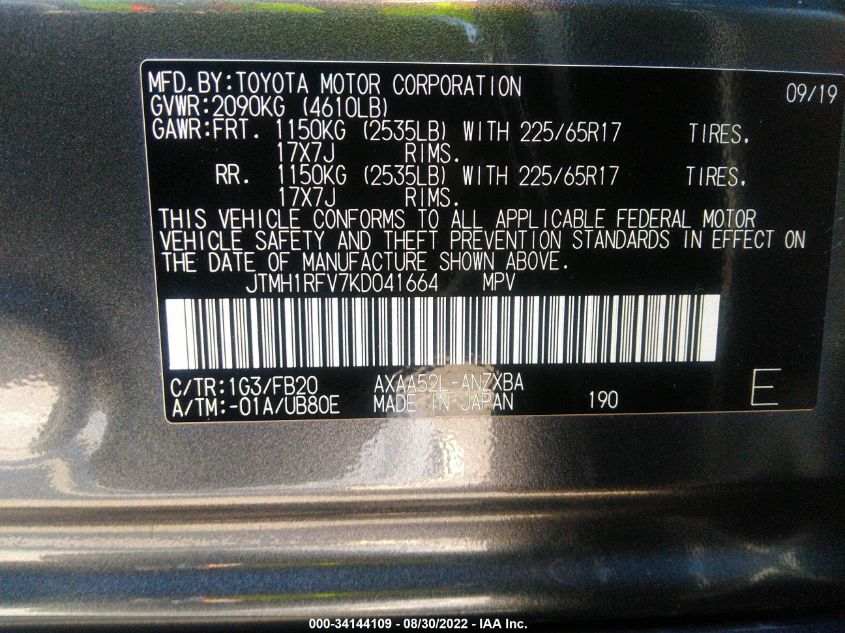 MFD.BY:TOYOTA MOTOR CORPORATION 09/19
GVWR:2090KG (4610LB)
GAWR:FRT. 1150KG (2535LB) WITH 225/65R17 TIRES,
17X7J RIMS.
RR. 1150KG (2535LB) WITH 225/65R17 TIRES,
17X7J RIMS.
THIS VEHICLE CONFORMS TO ALL APPLICABLE FEDERAL MOTOR
VEHICLE SAFETY AND THEFT PREVENTION STANDARDS IN EFFECT ON
THE DATE OF MANUFACTURE SHOWN ABOVE.
JTMH1RFV7KD041664 MPV
C/TR:1G3/FB20 AXAA52L-ANZXBA
A/TM:-01A/UB80E MADE IN JAPAN 190 E
000-34144109 - 08/30/2022 - IAA Inc.